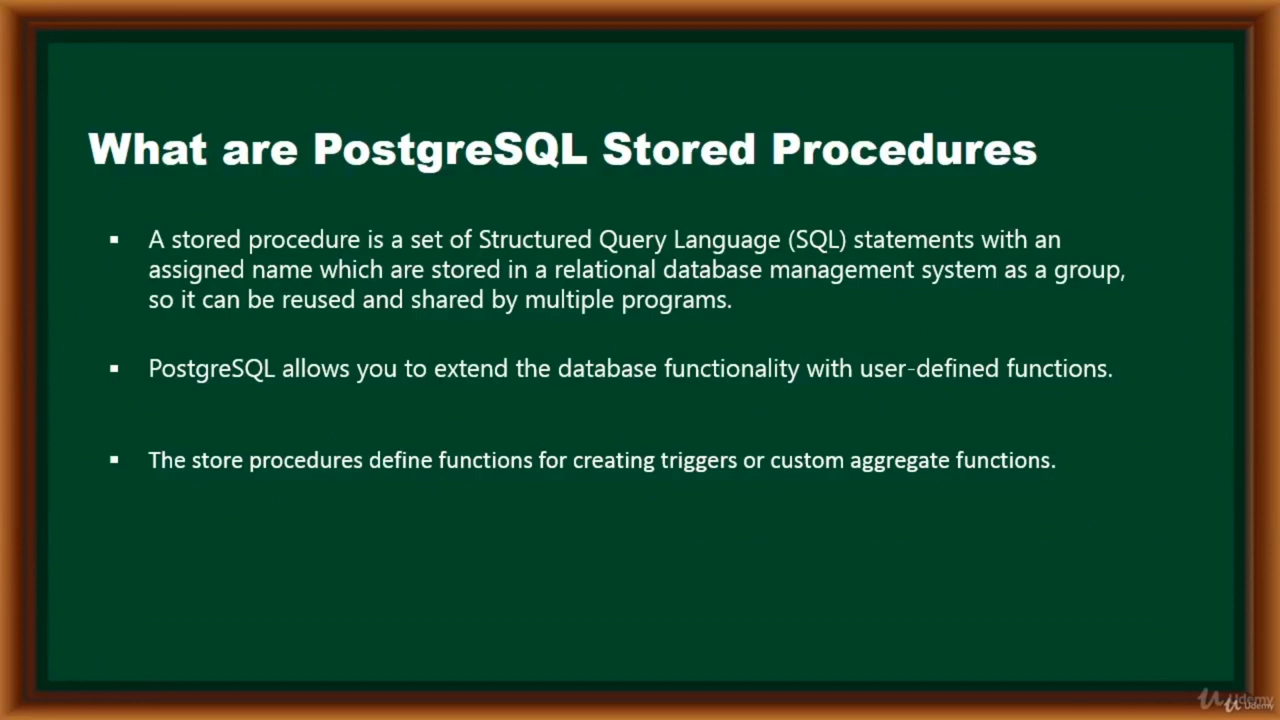 What are PostgreSQL Stored Procedures
▪ A stored procedure is a set of Structured Query Language (SQL) statements with an
assigned name which are stored in a relational database management system as a group,
so it can be reused and shared by multiple programs.
▪ PostgreSQL allows you to extend the database functionality with user-defined functions.
▪ The store procedures define functions for creating triggers or custom aggregate functions.
Udemy
Udemy